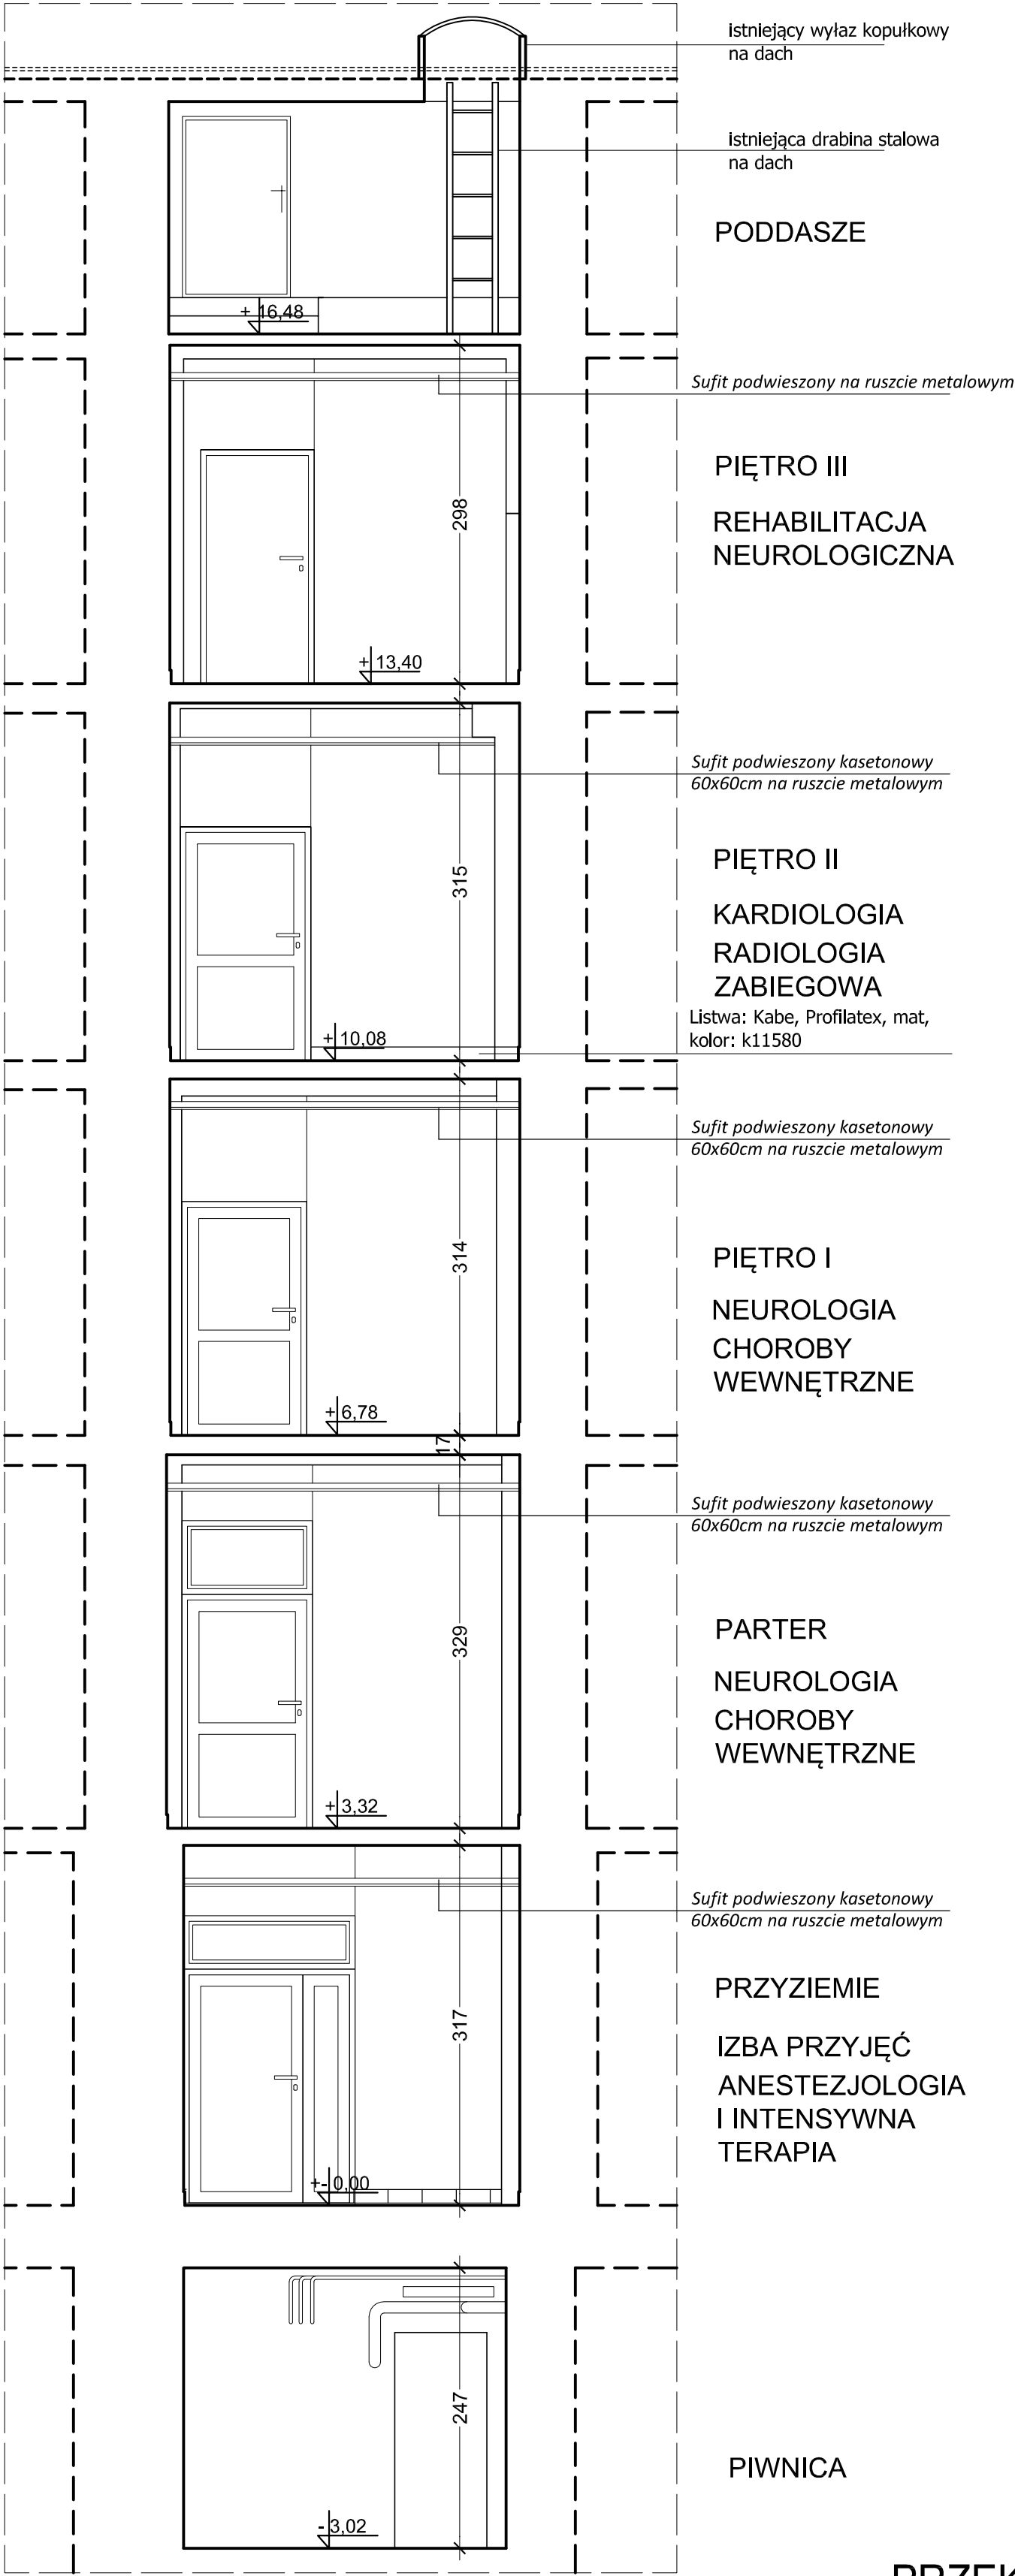 istniejący wyłaz kopułkowy
na dach
istniejąca drabina stalowa
na dach
PODDASZE
+ 16,48
Sufit podwieszony na ruszcie metalowym
PIĘTRO III
298
REHABILITACJA
NEUROLOGICZNA
+ 13,40
Sufit podwieszony kasetonowy
60x60cm na ruszcie metalowym
PIĘTRO II
315
KARDIOLOGIA
RADIOLOGIA
ZABIEGOWA
Listwa: Kabe, Profilatex, mat,
kolor: k11580
+ 10,08
Sufit podwieszony kasetonowy
60x60cm na ruszcie metalowym
314
PIĘTRO I
NEUROLOGIA
CHOROBY
WEWNĘTRZNE
+ 6,78
17
Sufit podwieszony kasetonowy
60x60cm na ruszcie metalowym
PARTER
329
NEUROLOGIA
CHOROBY
WEWNĘTRZNE
+ 3,32
Sufit podwieszony kasetonowy
60x60cm na ruszcie metalowym
PRZYZIEMIE
317
IZBA PRZYJĘĆ
ANESTEZJOLOGIA
I INTENSYWNA
TERAPIA
+- 0,00
247
PIWNICA
- 3,02